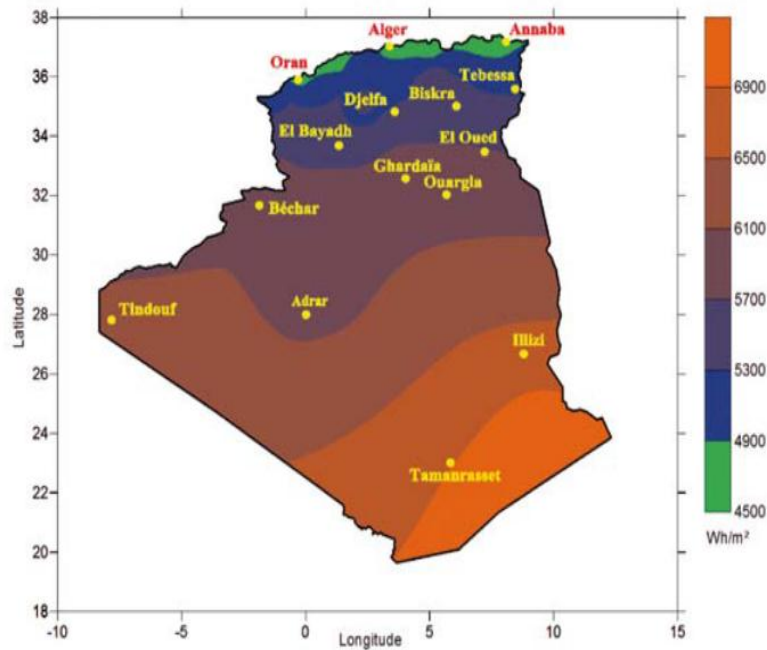 38
36
34
32
30
28
26
24
22
20
18
Latitude
-10
-5
0
5
10
15
Longitude
Alger
Annaba
Oran
Tebessa
Biskra
Djelfa
El Bayadh
El Oued
Ghardaïa
Ouargla
Béchar
Adrar
Tindouf
Illizi
Tamanrasset
6900
6500
6100
5700
5300
4900
4500
Wh/m²